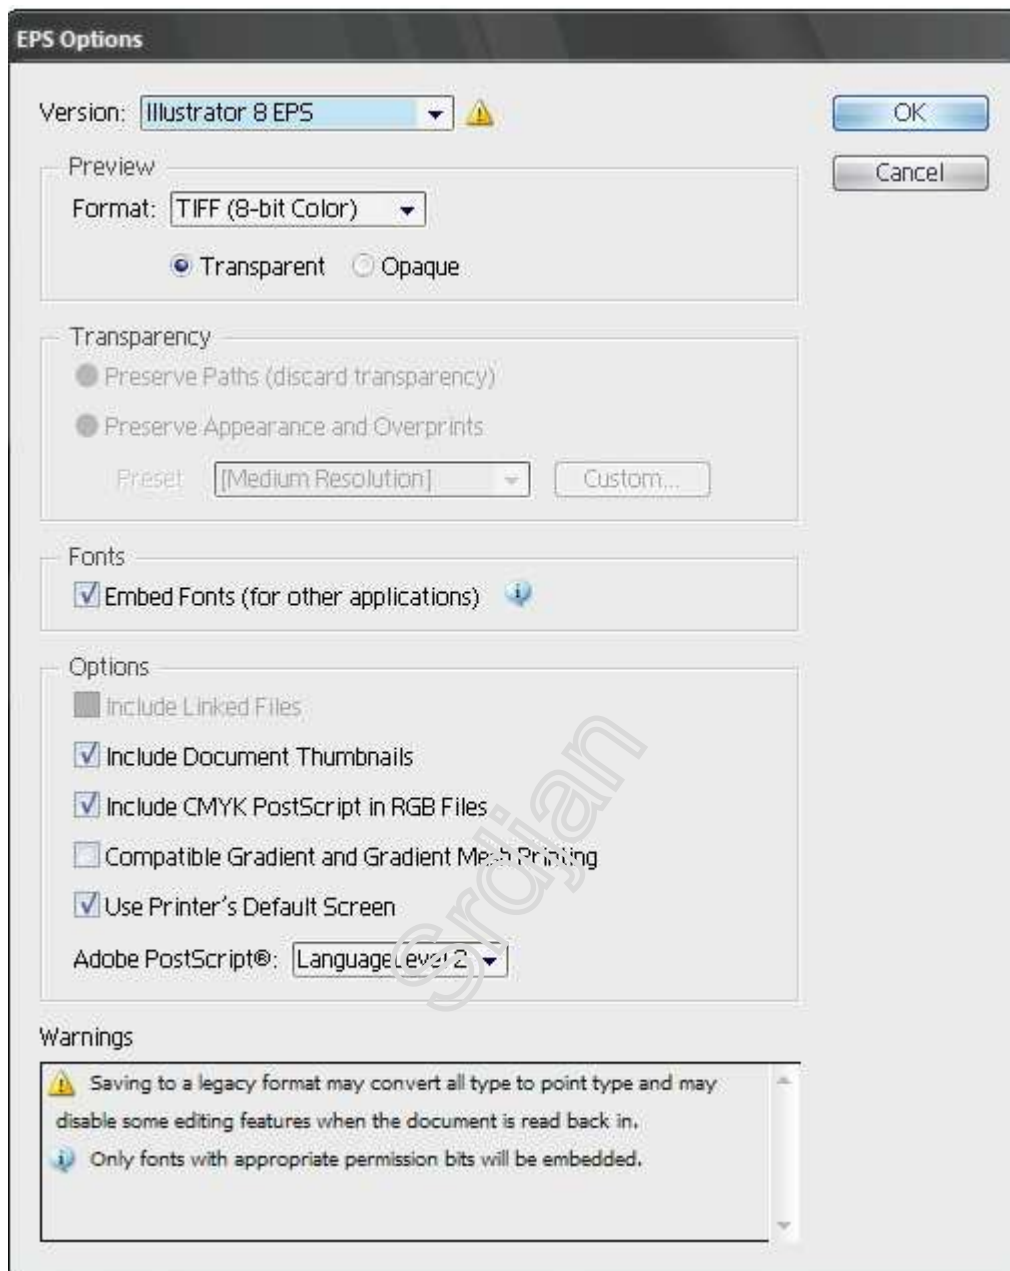 EPS Options
Version: Illustrator 8 EPS
OK
Cancel
Preview
Format: TIFF (8-bit Color)
Transparent Opaque
Transparency
Preserve Paths (discard transparency)
Preserve Appearance and Overprints
Preset [Medium Resolution] Custom...
Fonts
Embed Fonts (for other applications)
Options
Include Linked Files
Include Document Thumbnails
Include CMYK PostScript in RGB Files
Compatible Gradient and Gradient Mesh Printing
Use Printer's Default Screen
Adobe PostScript®: LanguageLevel 2
Srdjan
Warnings
Saving to a legacy format may convert all type to point type and may
disable some editing features when the document is read back in.
Only fonts with appropriate permission bits will be embedded.